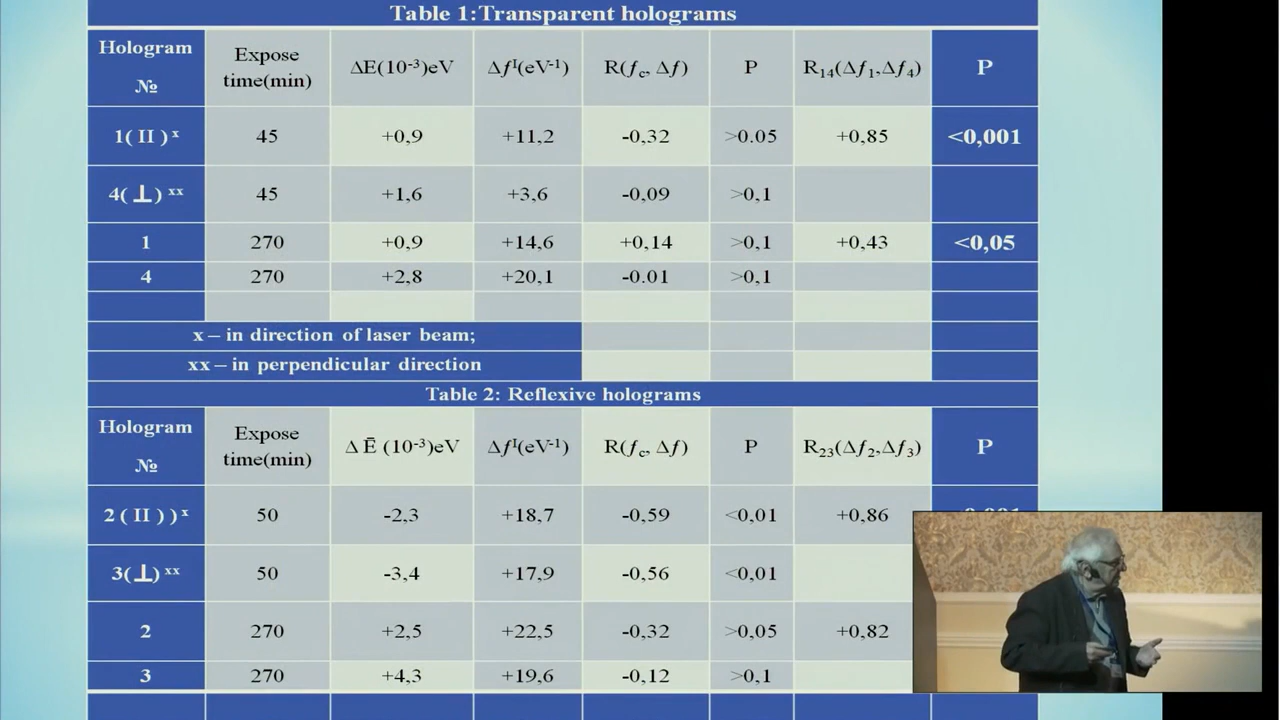 Table 1:Transparent holograms
Hologram № Expose time(min) ΔE(10⁻³)eV Δfᴵ(eV⁻¹) R(f꜀, Δf) P R₁₄(Δf₁,Δf₄) P
1( II )ˣ 45 +0,9 +11,2 -0,32 >0.05 +0,85 <0,001
4(⊥)ˣˣ 45 +1,6 +3,6 -0,09 >0,1
1 270 +0,9 +14,6 +0,14 >0,1 +0,43 <0,05
4 270 +2,8 +20,1 -0.01 >0,1
x – in direction of laser beam;
xx – in perpendicular direction
Table 2: Reflexive holograms
Hologram № Expose time(min) Δ Ē (10⁻³)eV Δfᴵ(eV⁻¹) R(f꜀, Δf) P R₂₃(Δf₂,Δf₃) P
2 ( II ) )ˣ 50 -2,3 +18,7 -0,59 <0,01 +0,86
3(⊥)ˣˣ 50 -3,4 +17,9 -0,56 <0,01
2 270 +2,5 +22,5 -0,32 >0,05 +0,82
3 270 +4,3 +19,6 -0,12 >0,1